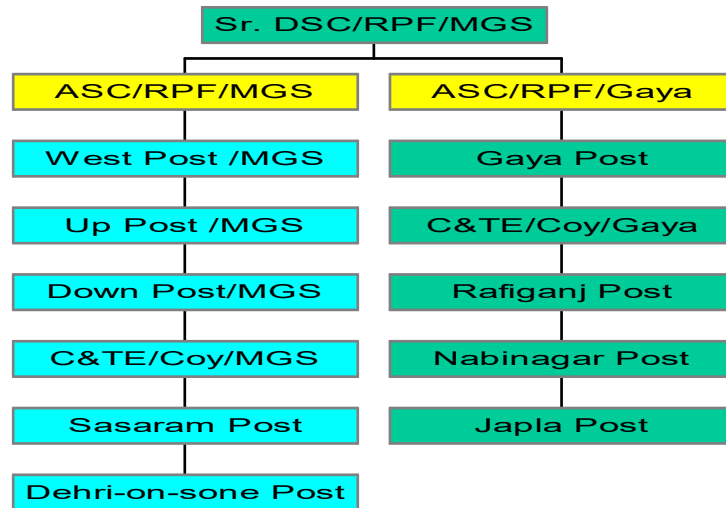 Sr. DSC/RPF/MGS
ASC/RPF/MGS
ASC/RPF/Gaya
West Post /MGS
Gaya Post
Up Post /MGS
C&TE/Coy/Gaya
Down Post/MGS
Rafiganj Post
C&TE/Coy/MGS
Nabinagar Post
Sasaram Post
Japla Post
Dehri-on-sone Post